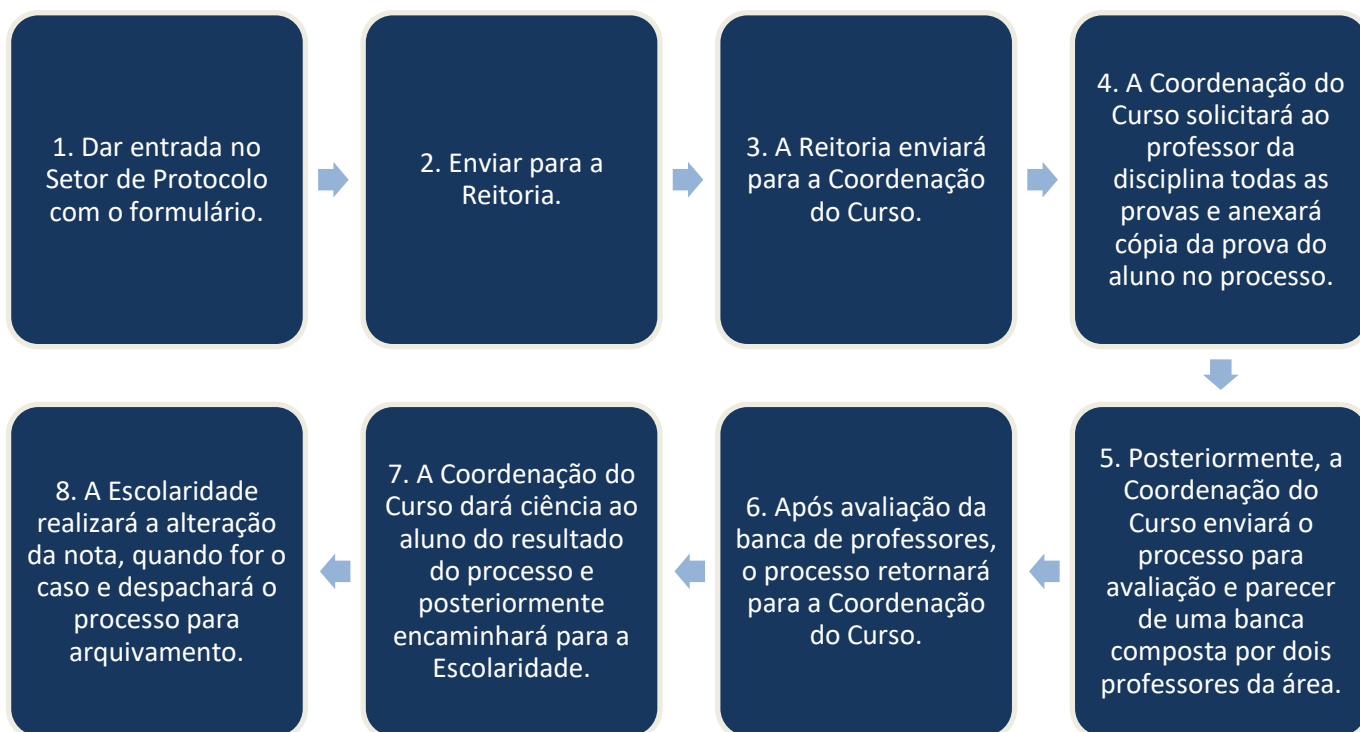 1. Dar entrada no
Setor de Protocolo
com o formulário.
2. Enviar para a
Reitoria.
3. A Reitoria enviará
para a Coordenação
do Curso.
4. A Coordenação do
Curso solicitará ao
professor da
disciplina todas as
provas e anexará
cópia da prova do
aluno no processo.
5. Posteriormente, a
Coordenação do
Curso enviará o
processo para
avaliação e parecer
de uma banca
composta por dois
professores da área.
6. Após avaliação da
banca de professores,
o processo retornará
para a Coordenação
do Curso.
7. A Coordenação do
Curso dará ciência ao
aluno do resultado
do processo e
posteriormente
encaminhará para a
Escolaridade.
8. A Escolaridade
realizará a alteração
da nota, quando for o
caso e despachará o
processo para
arquivamento.